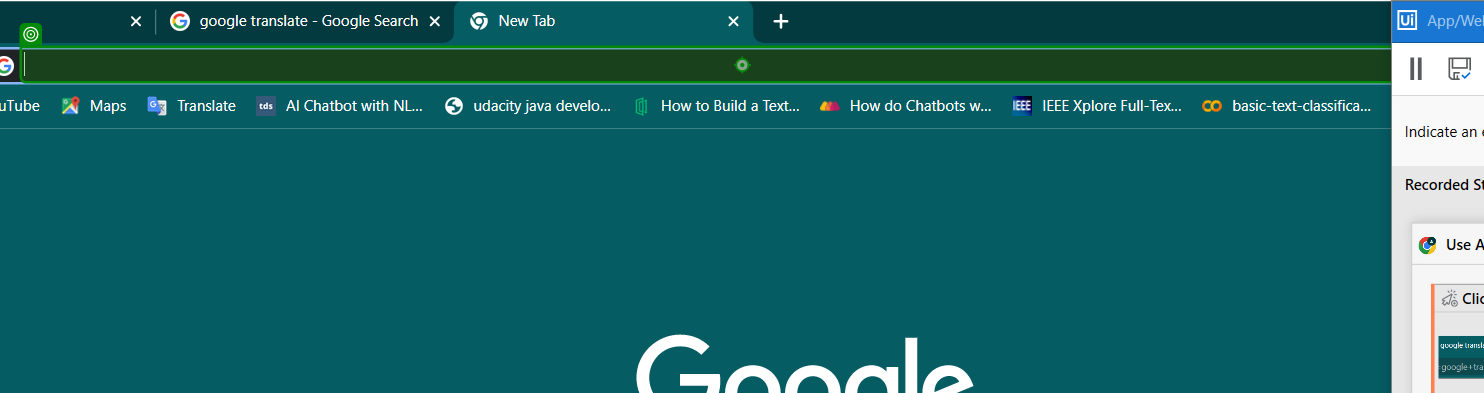 google translate - Google Search
New Tab
Ui App/We
uTube Maps Translate tds AI Chatbot with NL... udacity java develo... How to Build a Text... How do Chatbots w... IEEE IEEE Xplore Full-Tex... basic-text-classifica...
Indicate an e
Recorded St
Use A
Clic
google transl
google+tra
Google